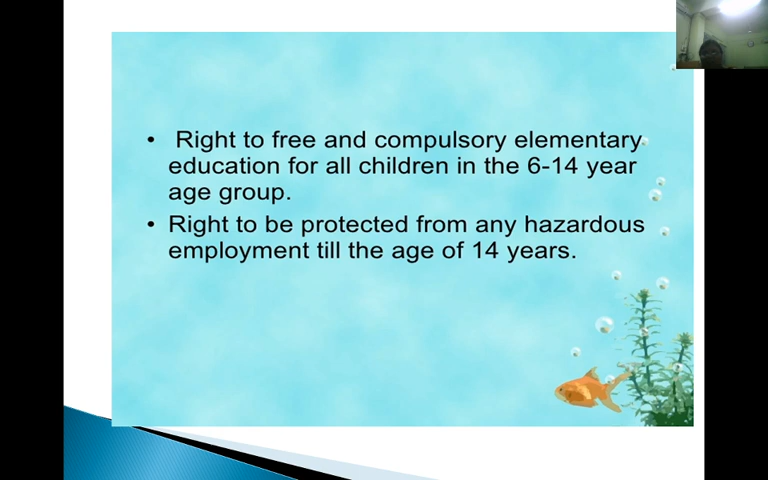 • Right to free and compulsory elementary
education for all children in the 6-14 year
age group.
• Right to be protected from any hazardous
employment till the age of 14 years.